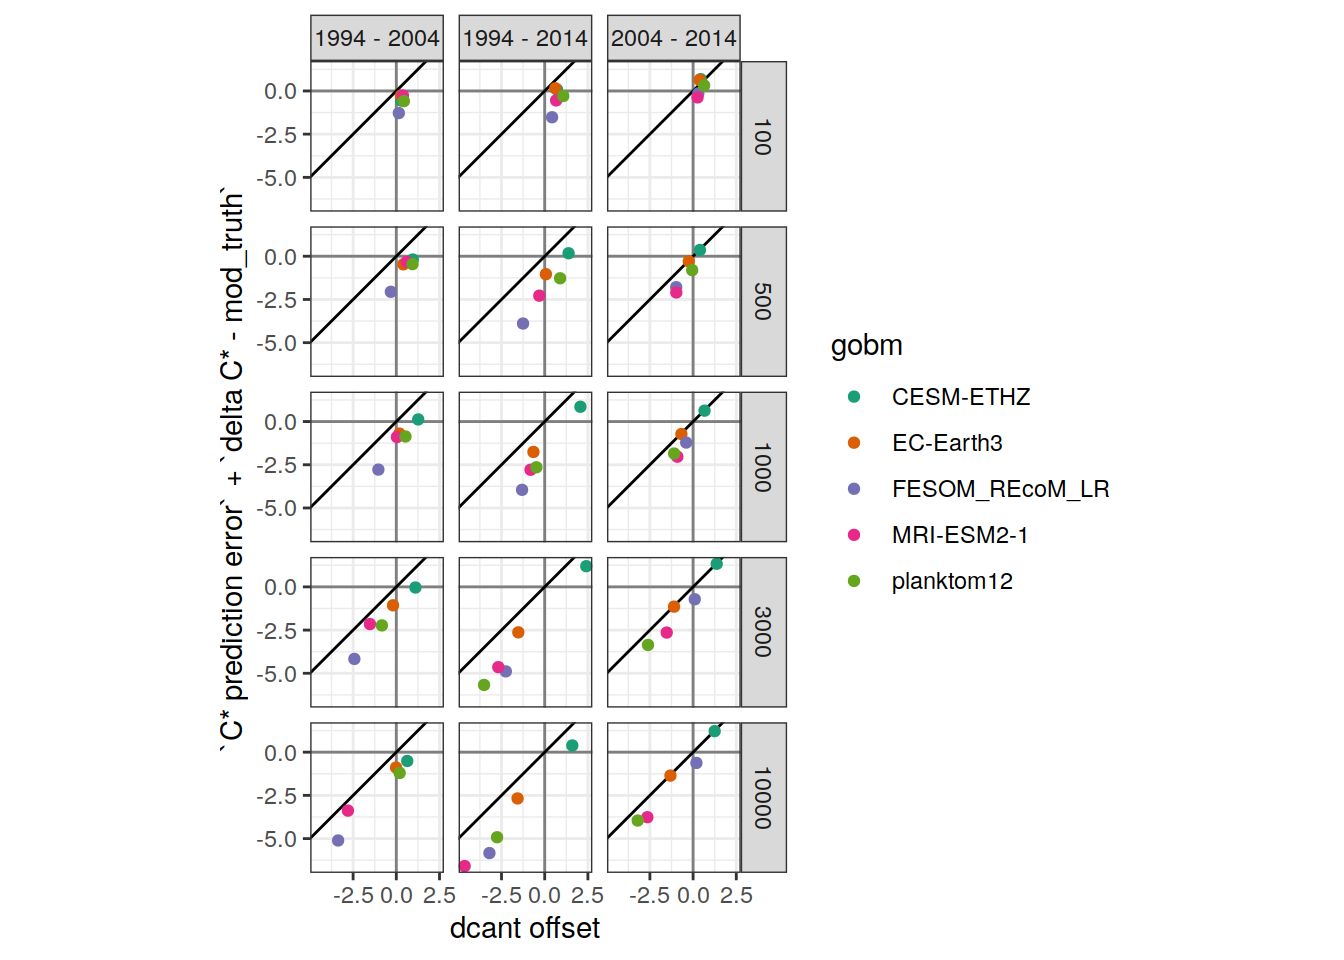 1994 - 2004 1994 - 2014 2004 - 2014
0.0
-2.5
-5.0
100
0.0
-2.5
-5.0
500
0.0
-2.5
-5.0
1000
0.0
-2.5
-5.0
3000
0.0
-2.5
-5.0
10000
-2.5 0.0 2.5 -2.5 0.0 2.5 -2.5 0.0 2.5
dcant offset
`C* prediction error` + `delta C* - mod_truth`
gobm
CESM-ETHZ
EC-Earth3
FESOM_REcoM_LR
MRI-ESM2-1
planktom12